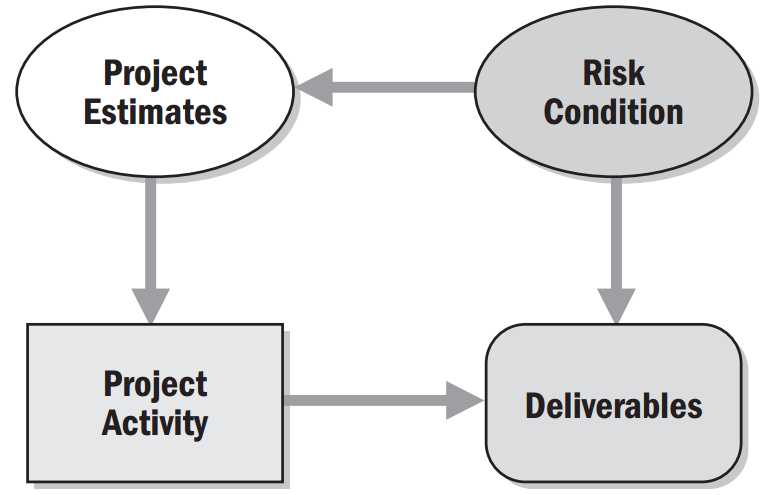 Project
Estimates
Risk
Condition
Project
Activity
Deliverables